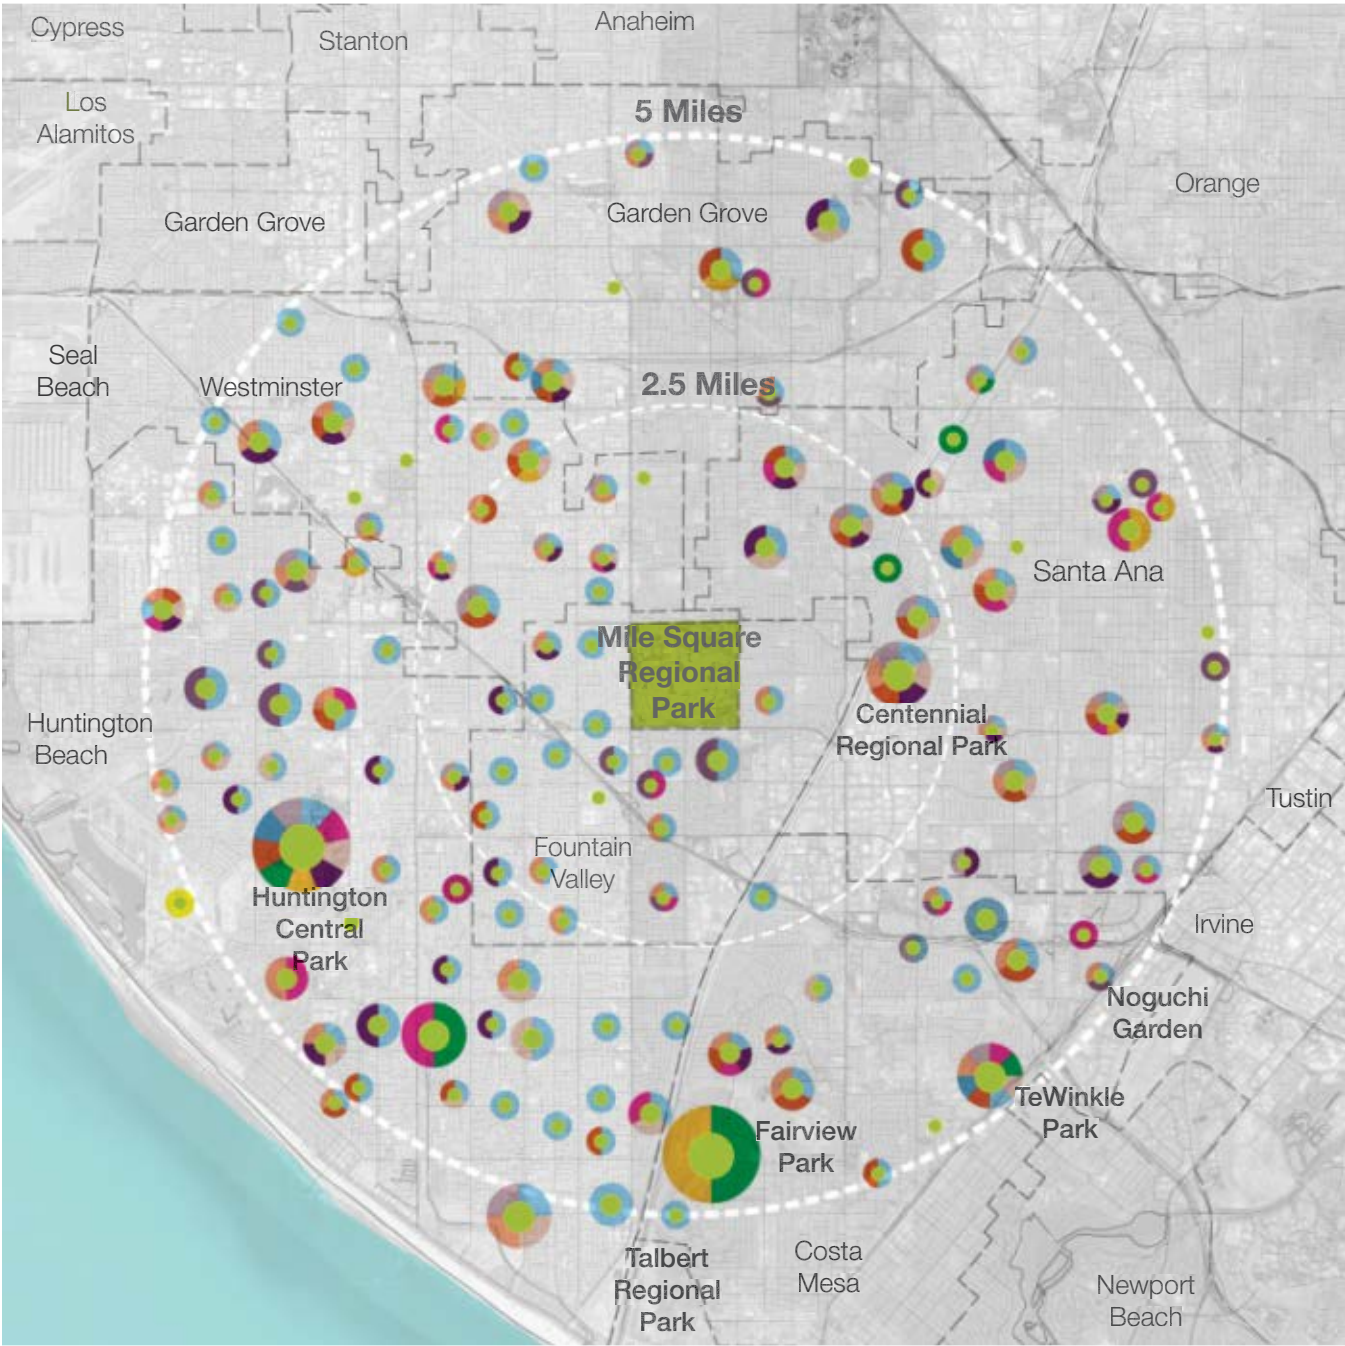 Cypress
Stanton
Anaheim
Los
Alamitos
5 Miles
Orange
Garden Grove
Garden Grove
Seal
Beach
Westminster
2.5 Miles
Santa Ana
Mile Square
Regional
Park
Huntington
Beach
Centennial
Regional Park
Tustin
Fountain
Valley
Huntington
Central
Park
Irvine
Noguchi
Garden
TeWinkle
Park
Fairview
Park
Talbert
Regional
Park
Costa
Mesa
Newport
Beach